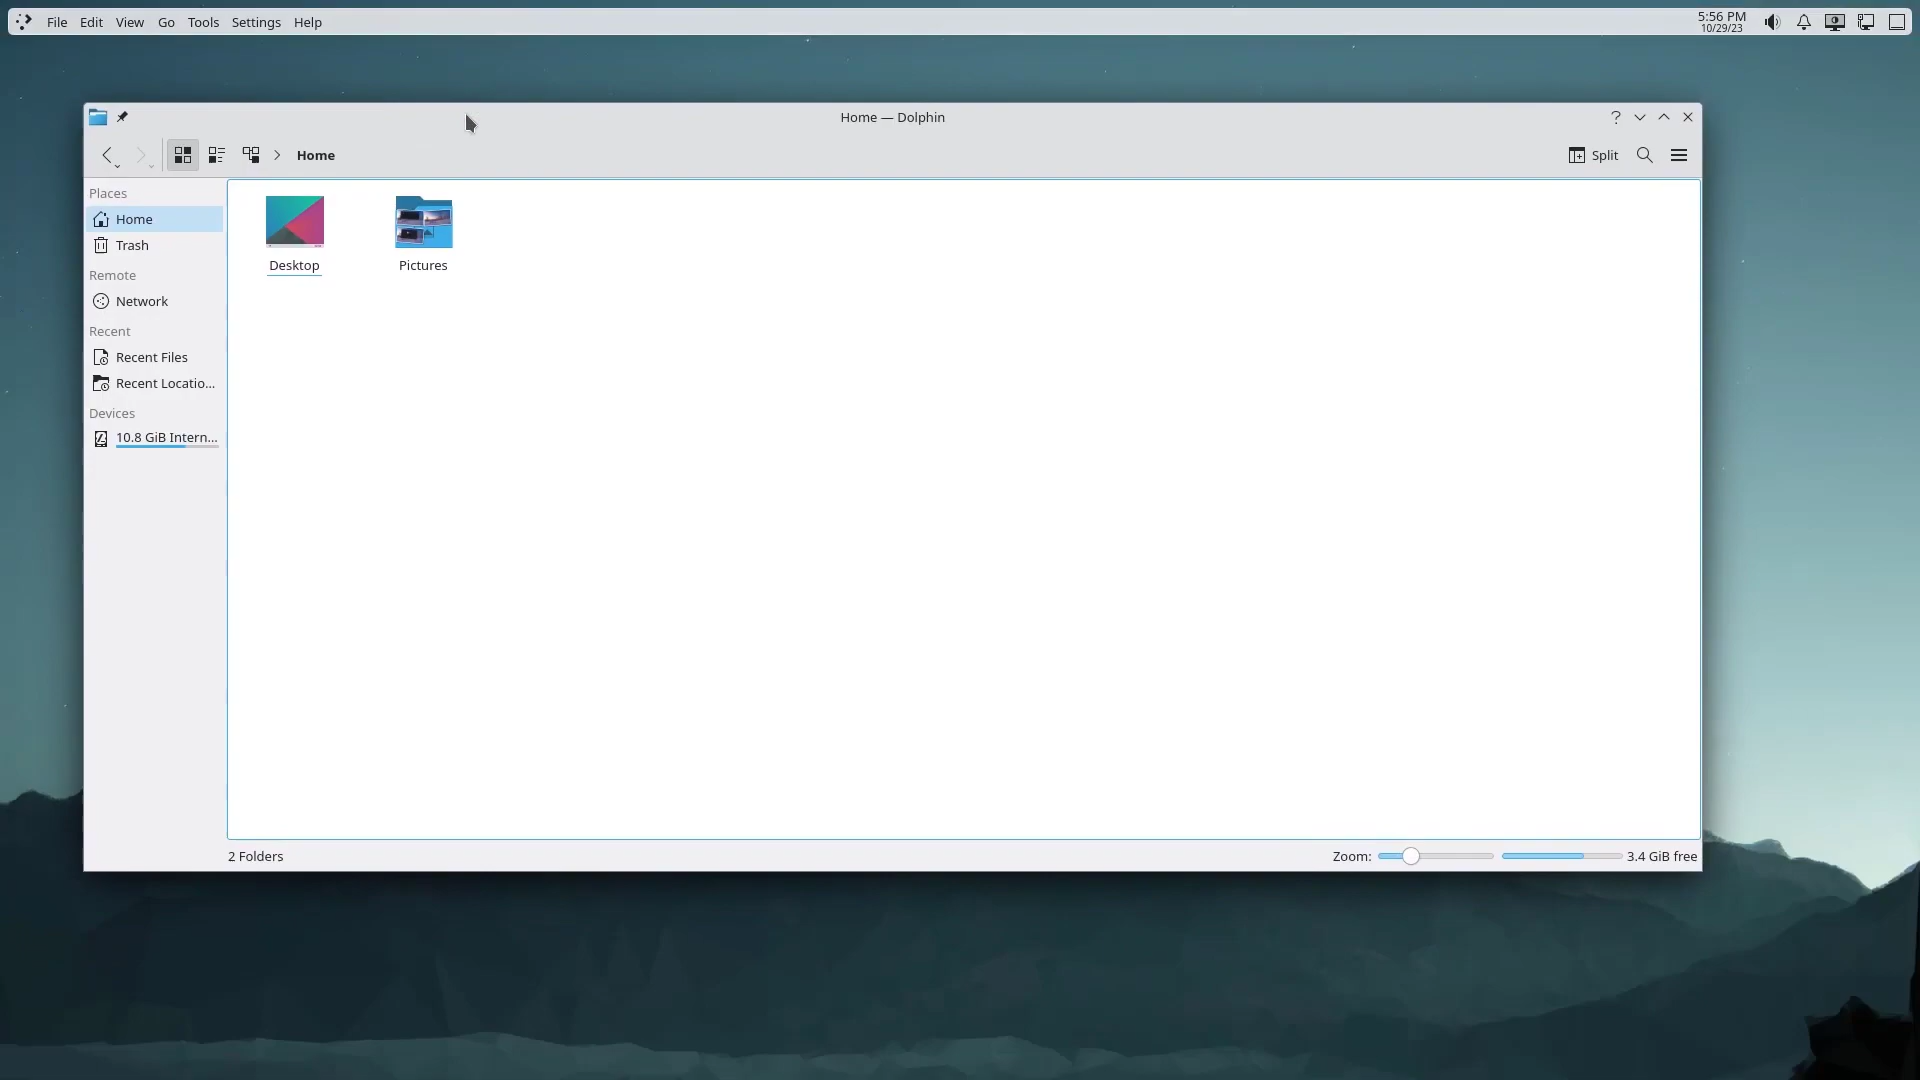 File Edit View Go Tools Settings Help
5:56 PM
10/29/23
Home — Dolphin
Home
Split
Places
Home
Trash
Remote
Network
Recent
Recent Files
Recent Locatio...
Devices
10.8 GiB Intern...
Desktop
Pictures
2 Folders
Zoom:
3.4 GiB free